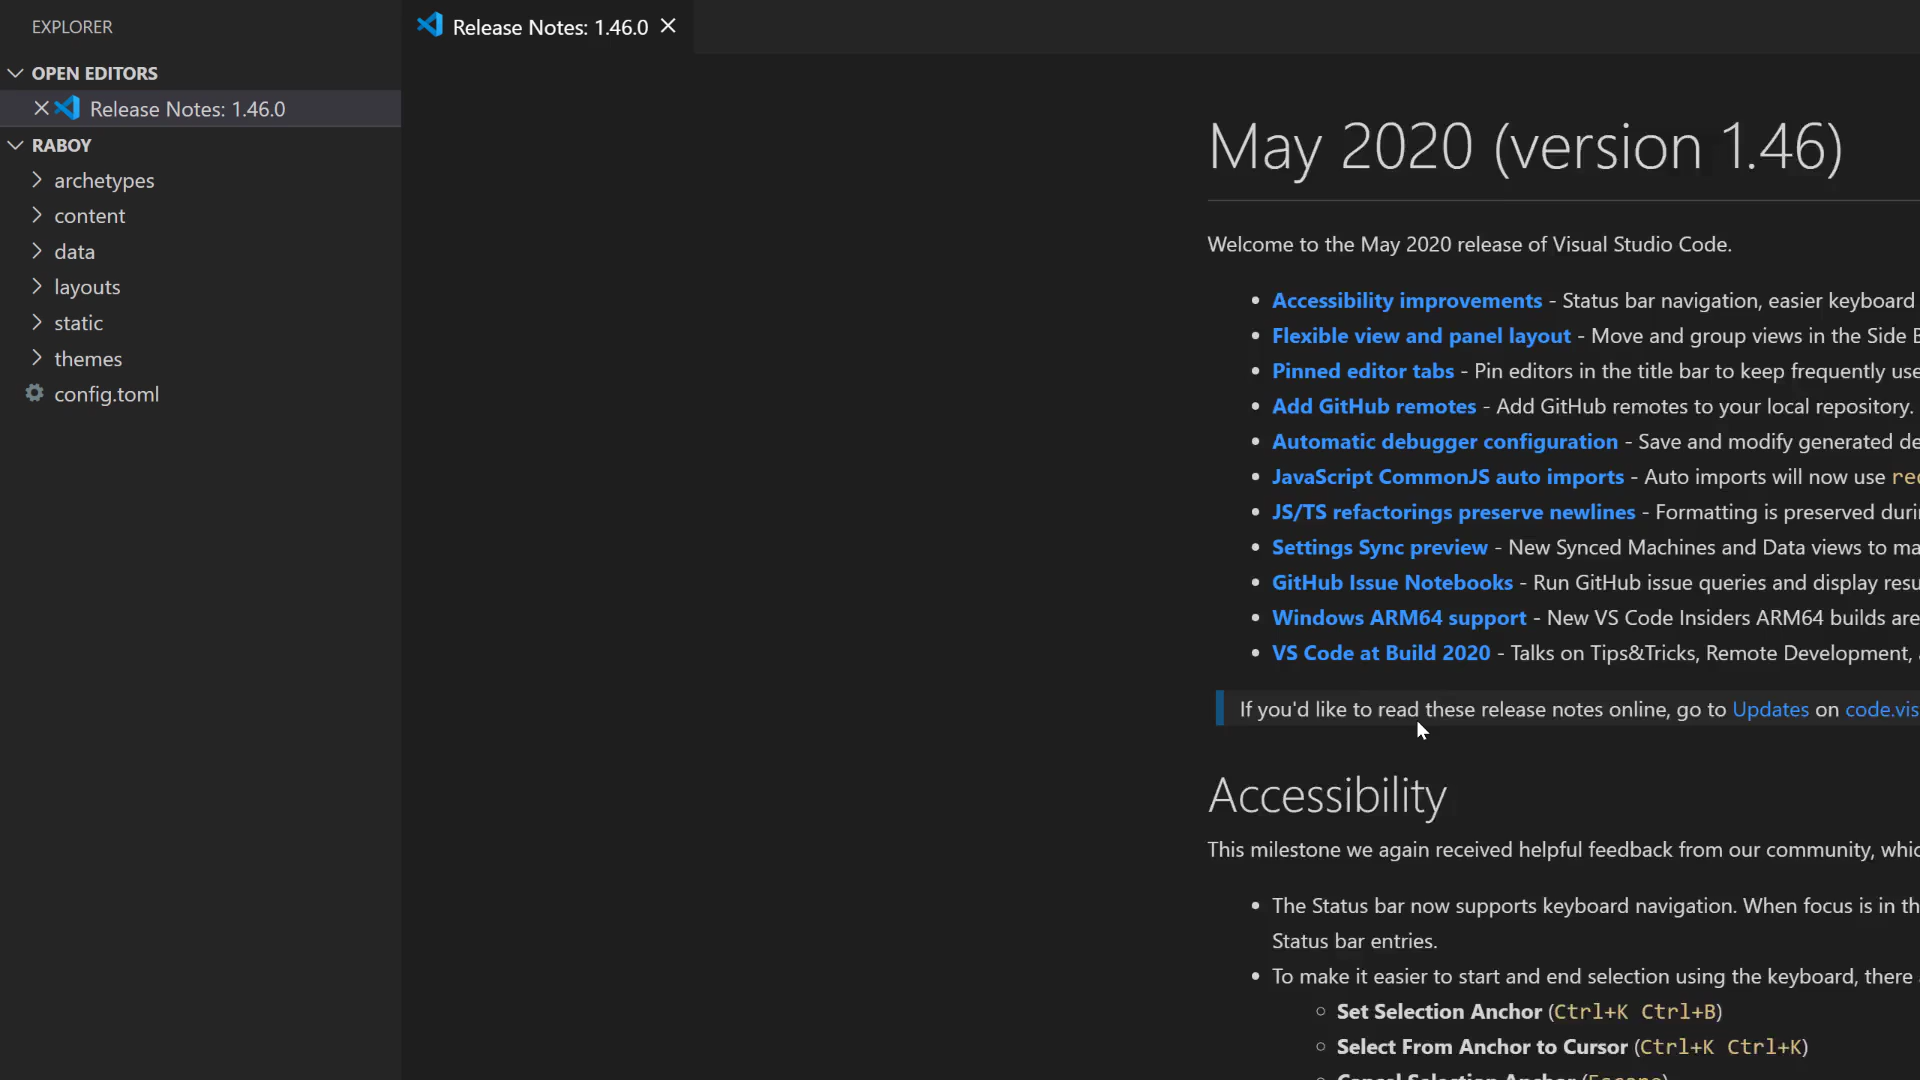 EXPLORER
OPEN EDITORS
Release Notes: 1.46.0
RABOY
archetypes
content
data
layouts
static
themes
config.toml
Release Notes: 1.46.0
May 2020 (version 1.46)
Welcome to the May 2020 release of Visual Studio Code.
• Accessibility improvements - Status bar navigation, easier keyboard
• Flexible view and panel layout - Move and group views in the Side
• Pinned editor tabs - Pin editors in the title bar to keep frequently use
• Add GitHub remotes - Add GitHub remotes to your local repository.
• Automatic debugger configuration - Save and modify generated de
• JavaScript CommonJS auto imports - Auto imports will now use
• JS/TS refactorings preserve newlines - Formatting is preserved duri
• Settings Sync preview - New Synced Machines and Data views to ma
• GitHub Issue Notebooks - Run GitHub issue queries and display resu
• Windows ARM64 support - New VS Code Insiders ARM64 builds are
• VS Code at Build 2020 - Talks on Tips&Tricks, Remote Development,
If you'd like to read these release notes online, go to Updates on code.vis
Accessibility
This milestone we again received helpful feedback from our community, whic
• The Status bar now supports keyboard navigation. When focus is in th
Status bar entries.
• To make it easier to start and end selection using the keyboard, there
○ Set Selection Anchor (Ctrl+K Ctrl+B)
○ Select From Anchor to Cursor (Ctrl+K Ctrl+K)
○ Cancel Selection Anchor (Escape)